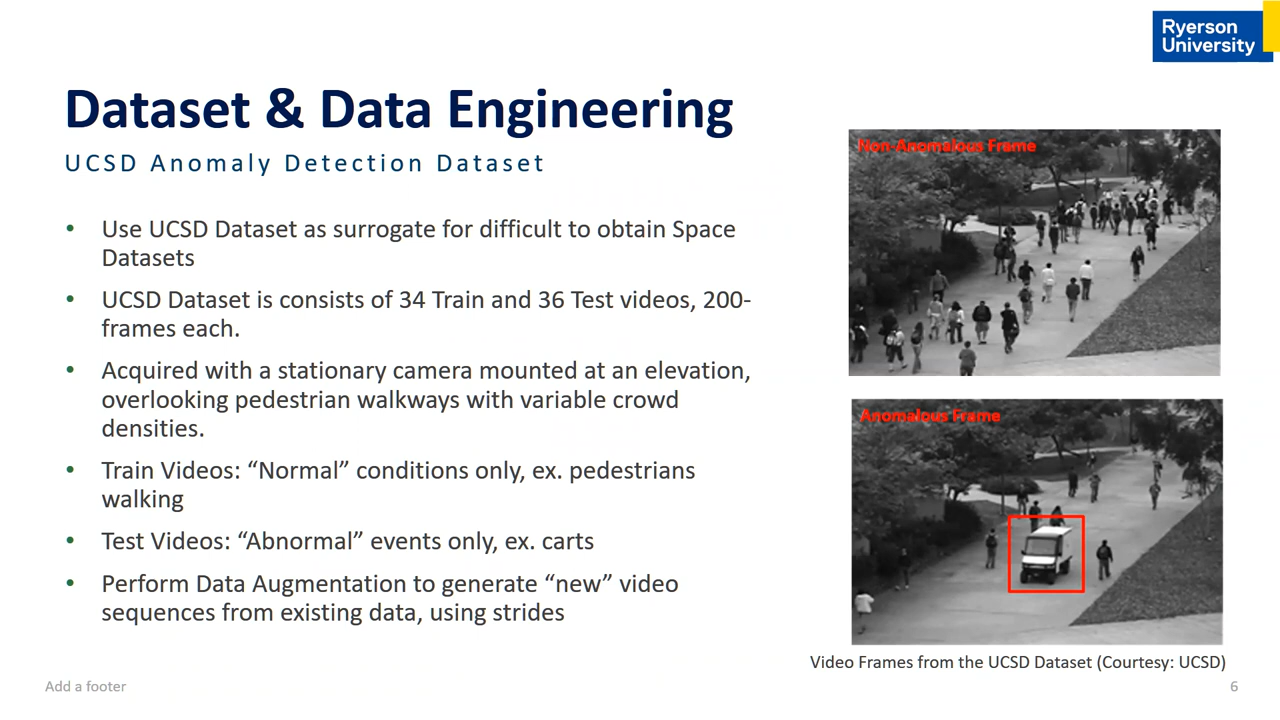 Ryerson
University
Dataset & Data Engineering
UCSD Anomaly Detection Dataset
• Use UCSD Dataset as surrogate for difficult to obtain Space
Datasets
• UCSD Dataset is consists of 34 Train and 36 Test videos, 200-
frames each.
• Acquired with a stationary camera mounted at an elevation,
overlooking pedestrian walkways with variable crowd
densities.
• Train Videos: “Normal” conditions only, ex. pedestrians
walking
• Test Videos: “Abnormal” events only, ex. carts
• Perform Data Augmentation to generate “new” video
sequences from existing data, using strides
Non-Anomalous Frame
Anomalous Frame
Video Frames from the UCSD Dataset (Courtesy: UCSD)
Add a footer
6